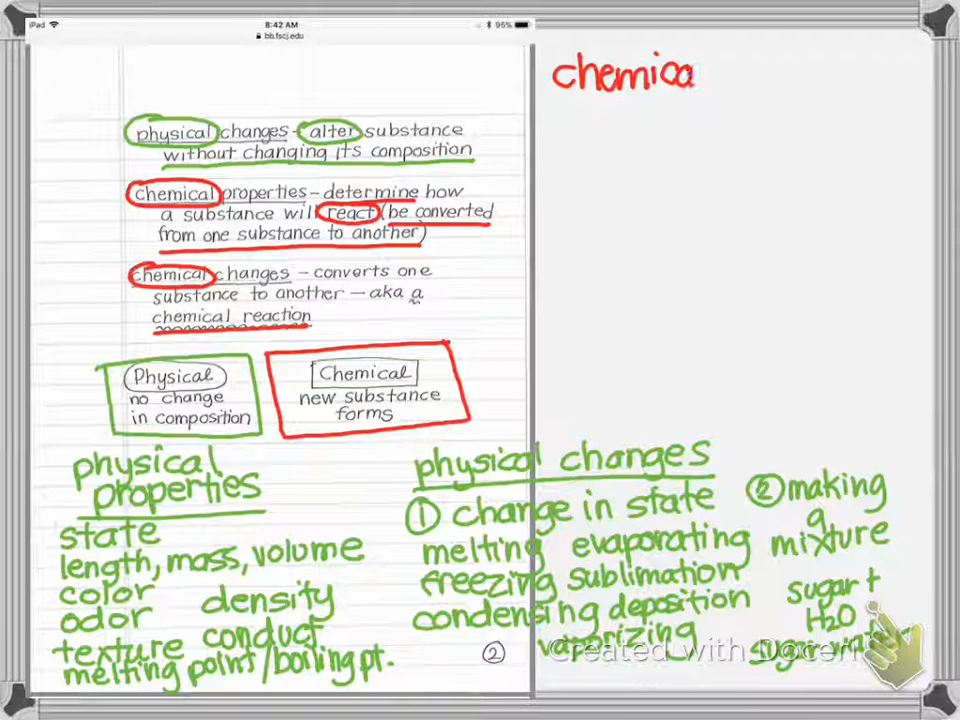 iPad 8:42 AM 95%
bb.fscj.edu
physical changes - alter substance
without changing its composition
chemical properties - determine how
a substance will react (be converted
from one substance to another)
chemical changes - converts one
substance to another - aka a
chemical reaction
Physical
no change
in composition
Chemical
new substance
forms
chemica
physical
properties
state
length, mass, volume
color
odor
density
texture
conduct
melting point/boiling pt.
physical changes
① change in state
melting evaporating
freezing sublimation
condensing deposition
vaporizing
② making
a
mixture
sugar +
H2O
②
Created with Doceri